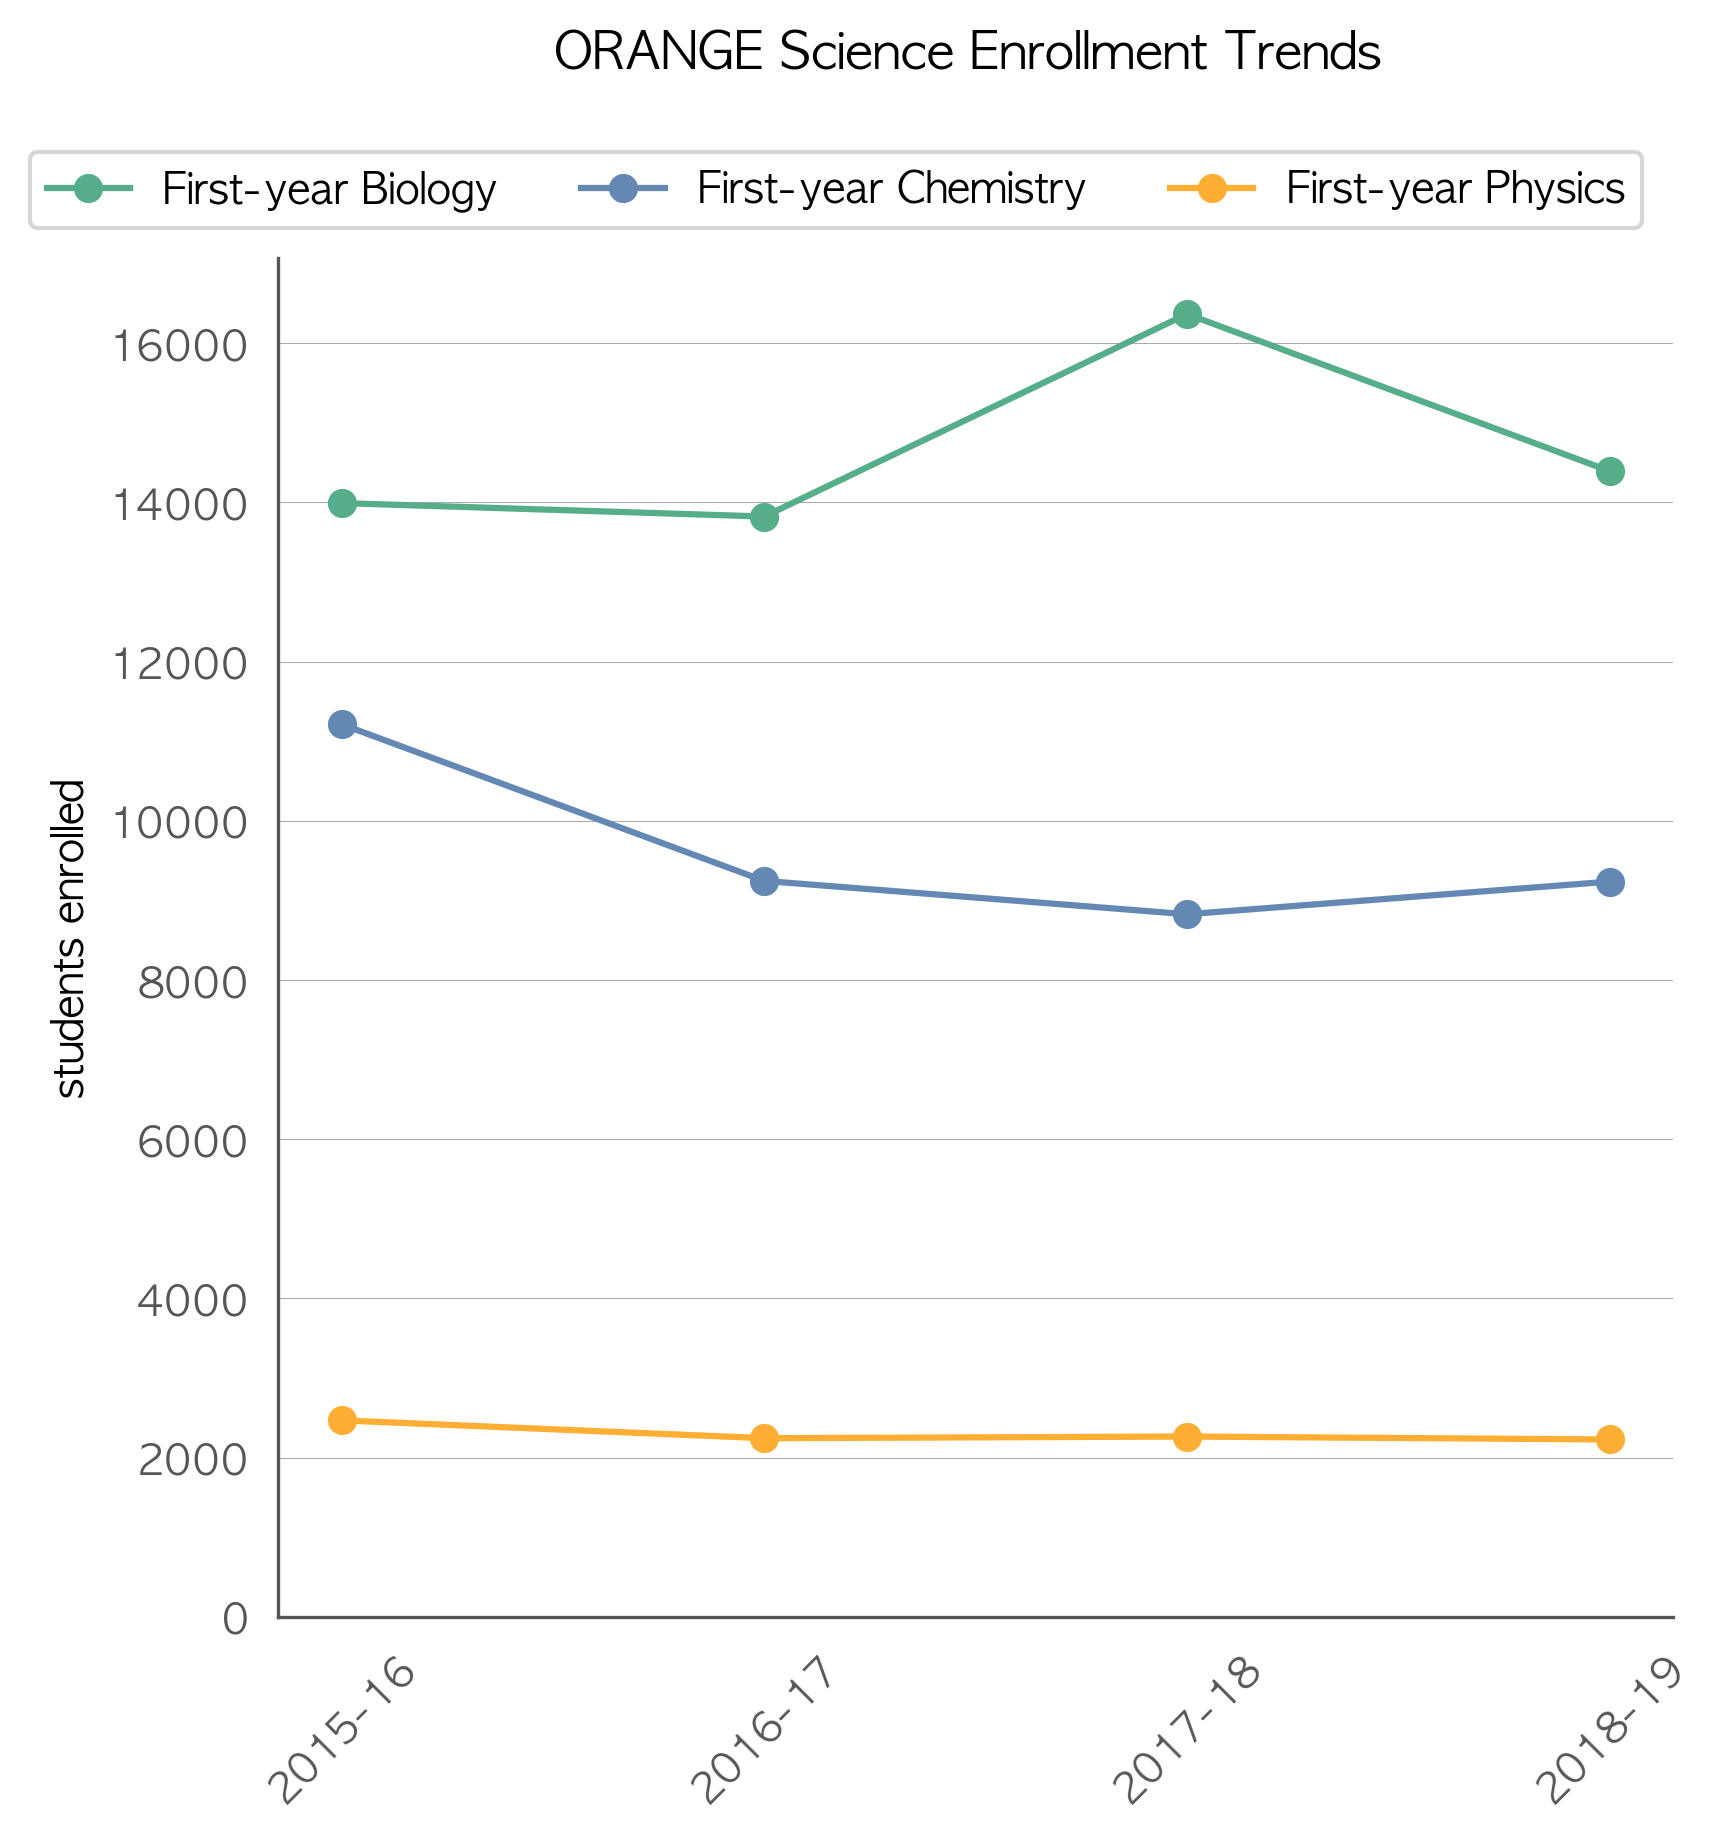 ORANGE Science Enrollment Trends
First-year Biology First-year Chemistry First-year Physics
students enrolled
16000
14000
12000
10000
8000
6000
4000
2000
0
2015-16 2016-17 2017-18 2018-19